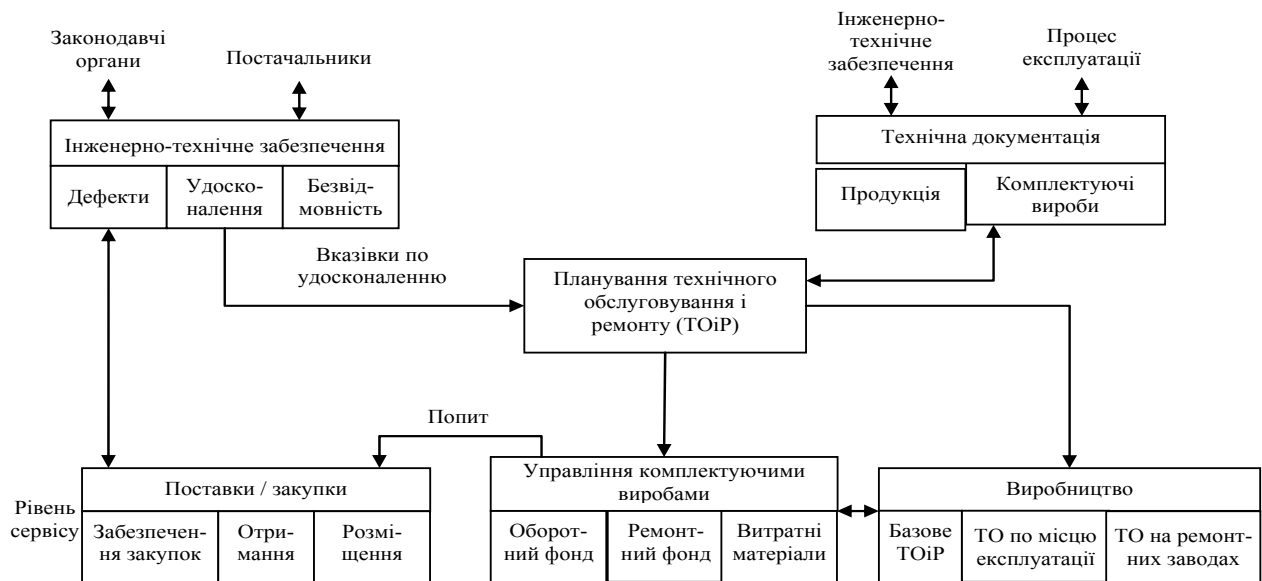 Законодавчі
органи
Постачальники
Інженерно-
технічне
забезпечення
Процес
експлуатації
Інженерно-технічне забезпечення
Дефекти
Удоско-
налення
Безвід-
мовність
Технічна документація
Продукція
Комплектуючі
вироби
Вказівки по
удосконаленню
Планування технічного
обслуговування і
ремонту (ТОіР)
Попит
Рівень
сервісу
Поставки / закупки
Забезпечен-
ня закупок
Отри-
мання
Розмі-
щення
Управління комплектуючими
виробами
Оборот-
ний фонд
Ремонт-
ний фонд
Витратні
матеріали
Виробництво
Базове
ТОіР
ТО по місцю
експлуатації
ТО на ремонт-
них заводах